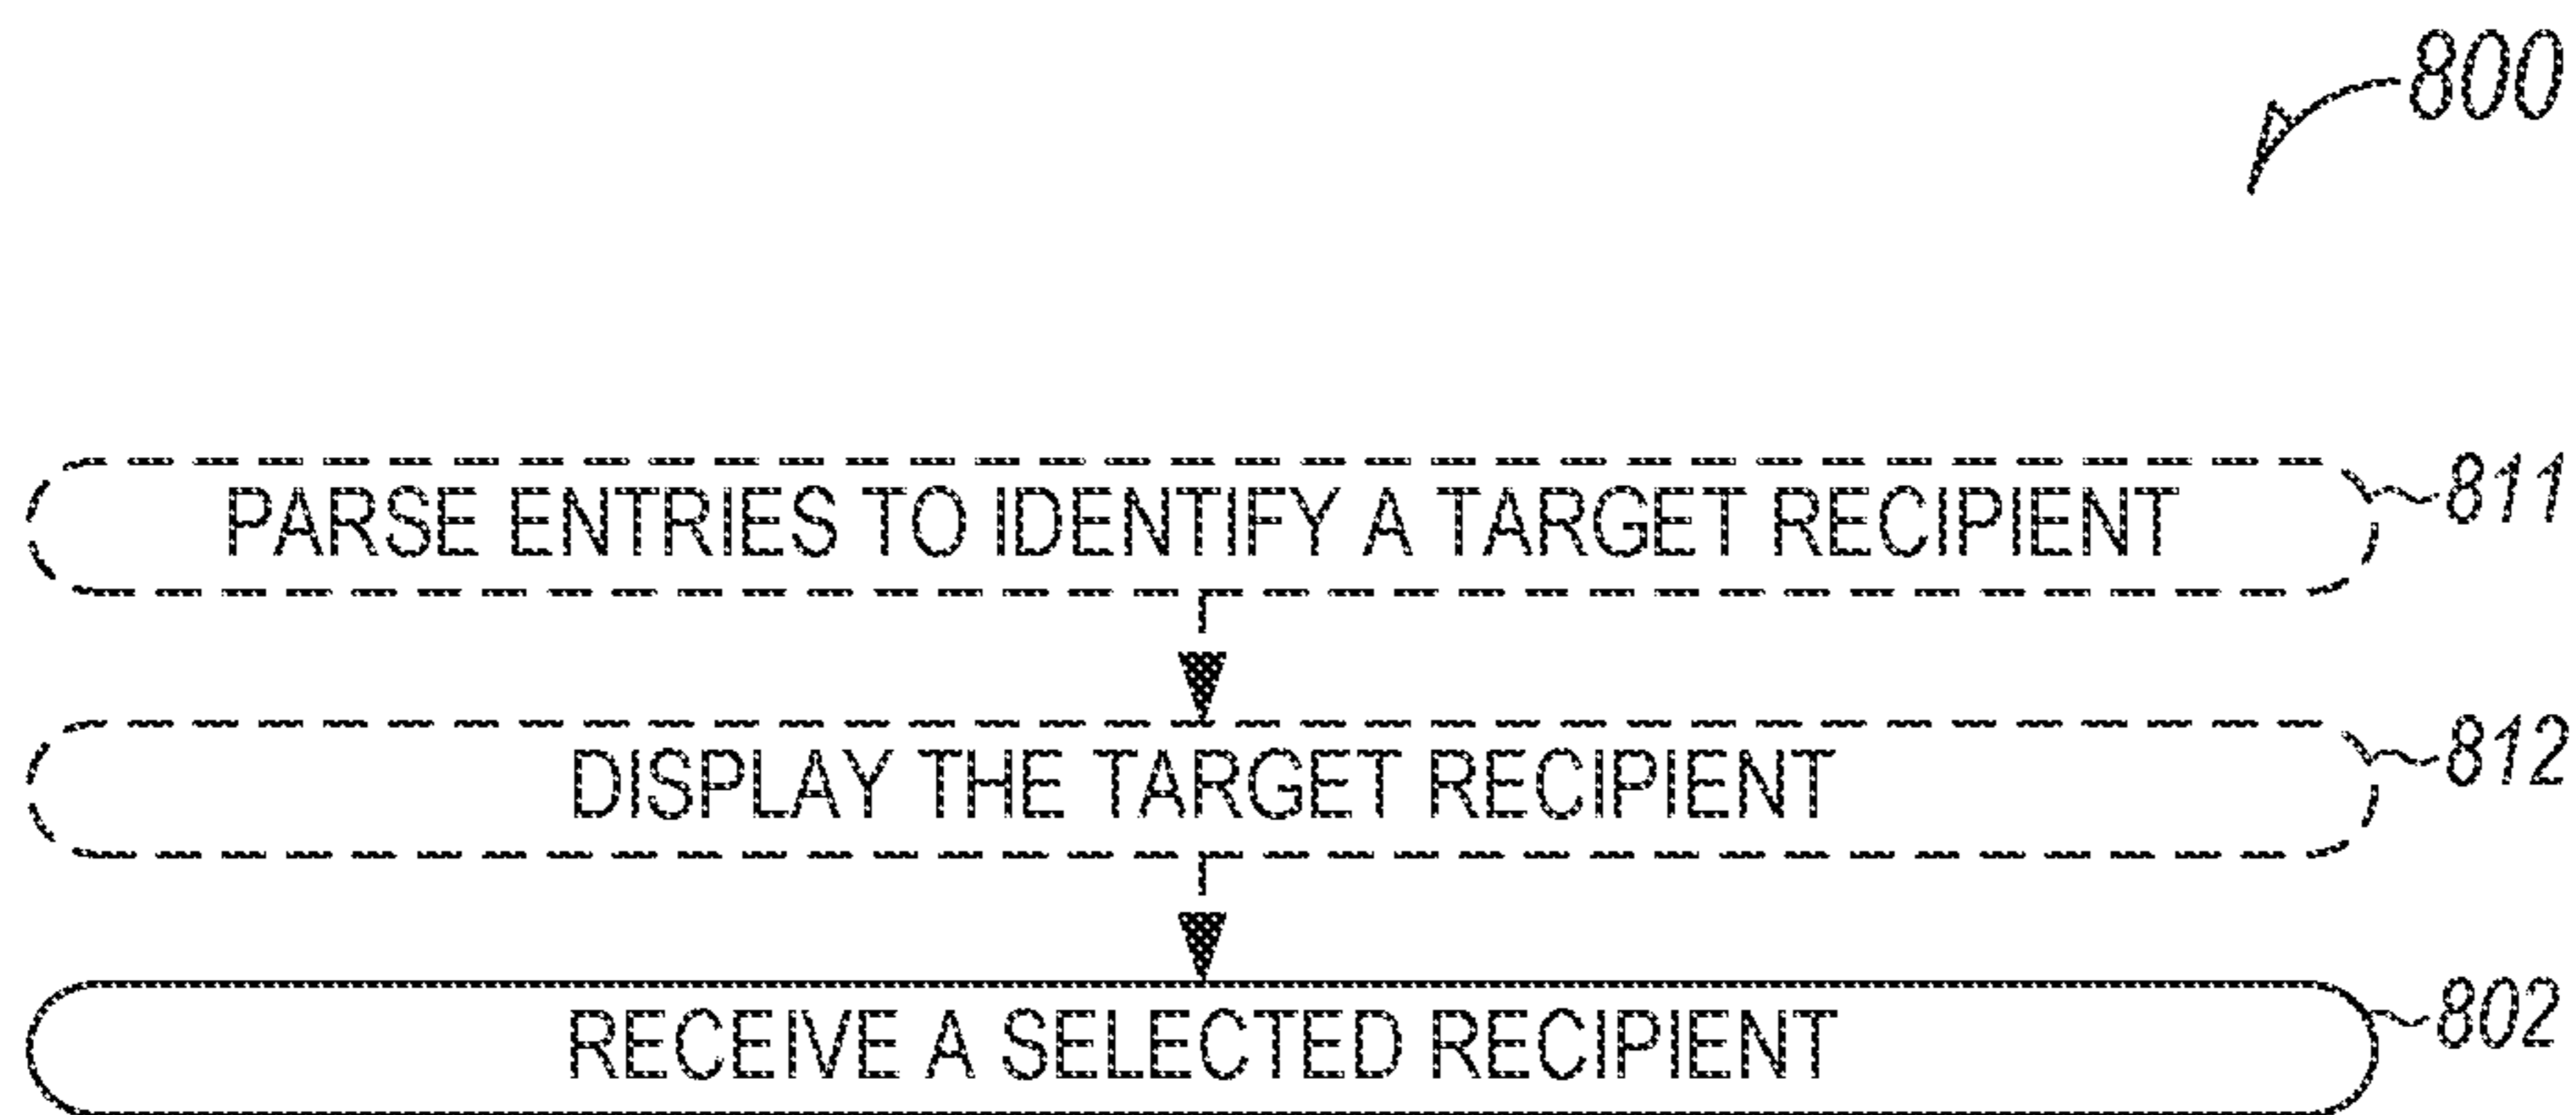 800
PARSE ENTRIES TO IDENTIFY A TARGET RECIPIENT 811
DISPLAY THE TARGET RECIPIENT 812
RECEIVE A SELECTED RECIPIENT 802